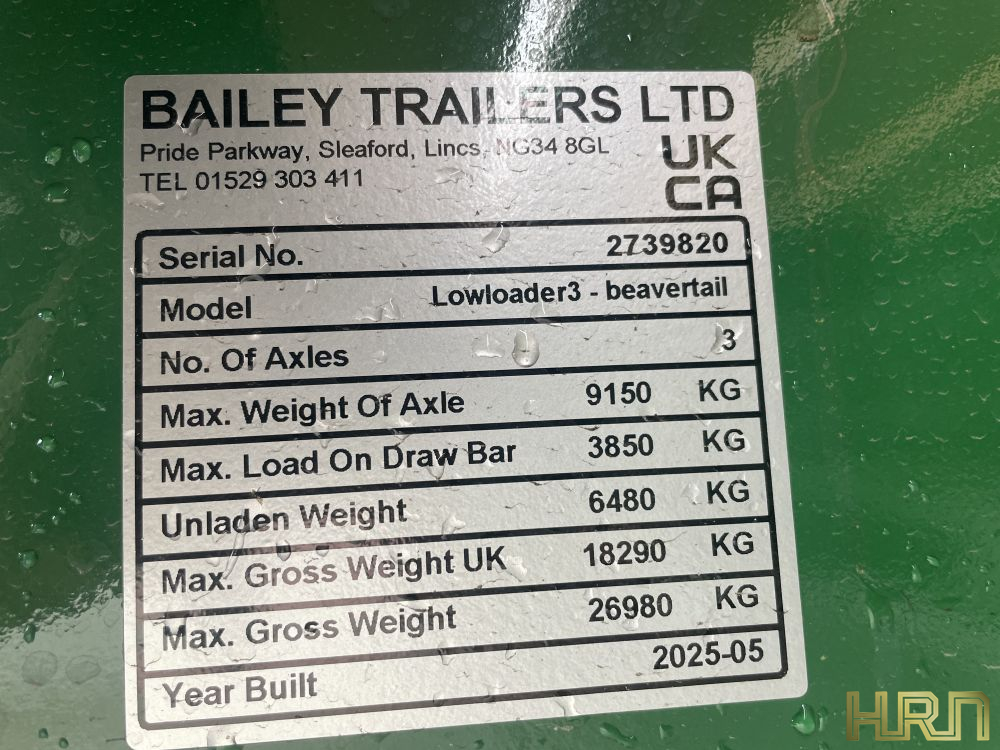 BAILEY TRAILERS LTD
Pride Parkway, Sleaford, Lincs, NG34 8GL
TEL 01529 303 411
UK
CA
Serial No. 2739820
Model Lowloader3 - beavertail
No. Of Axles 3
Max. Weight Of Axle 9150 KG
Max. Load On Draw Bar 3850 KG
Unladen Weight 6480 KG
Max. Gross Weight UK 18290 KG
Max. Gross Weight 26980 KG
Year Built 2025-05
HRN